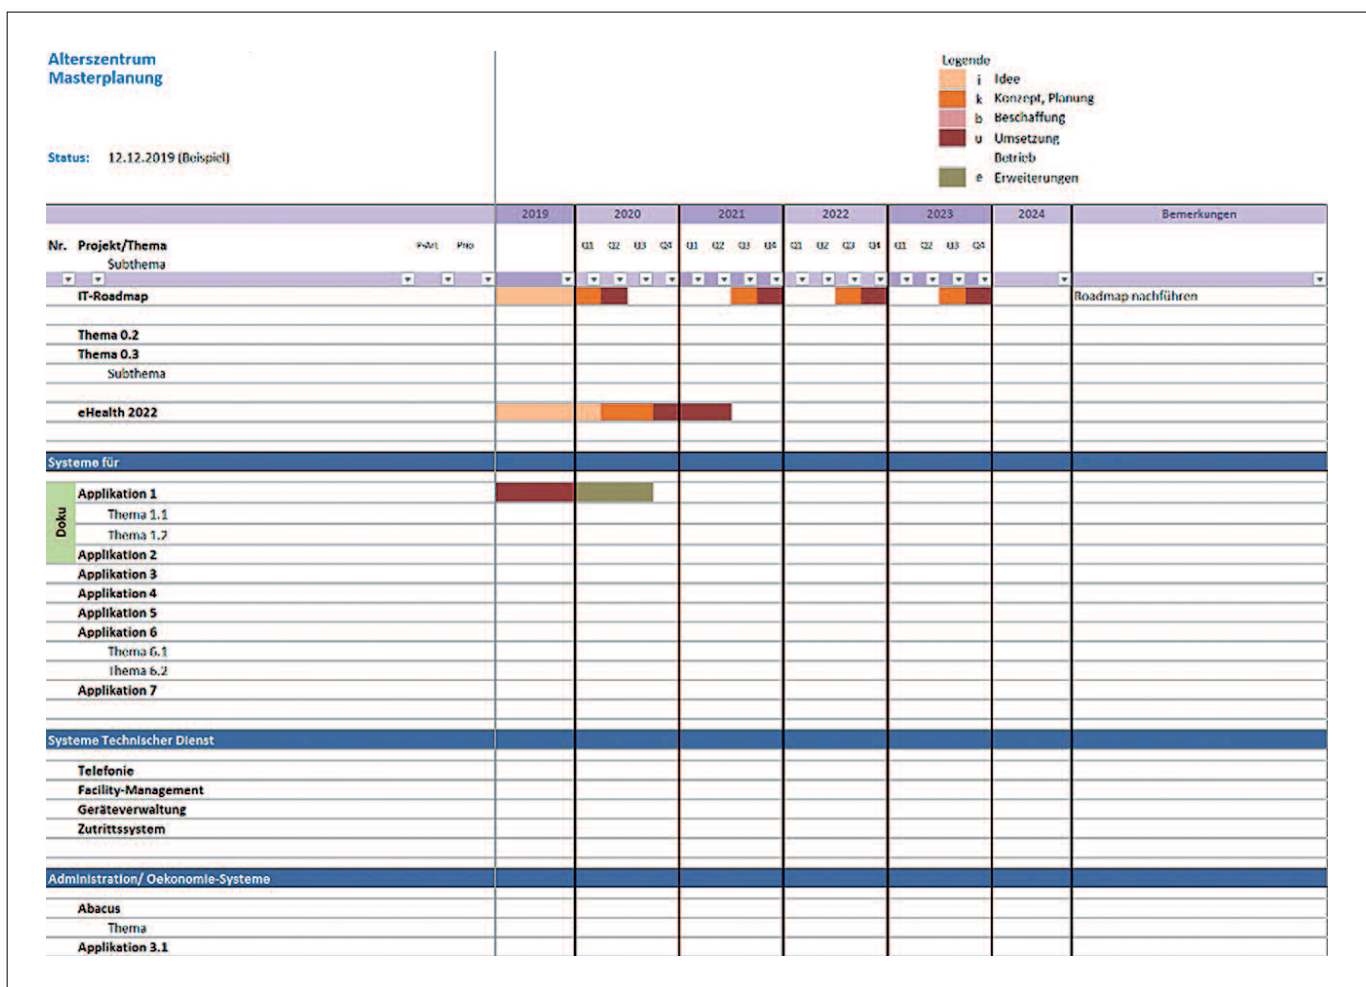 Alterszentrum
Masterplanung
Status: 12.12.2019 (Beispiel)
Legende
i Idee
k Konzept, Planung
b Beschaffung
u Umsetzung
Betrieb
e Erweiterungen
2019 2020 2021 2022 2023 2024 Bemerkungen
Nr. Projekt/Thema P-Art Prio Q1 Q2 Q3 Q4 Q1 Q2 Q3 Q4 Q1 Q2 Q3 Q4 Q1 Q2 Q3 Q4
Subthema
IT-Roadmap Roadmap nachführen
Thema 0.2
Thema 0.3
Subthema
eHealth 2022
Systeme für
Doku
Applikation 1
Thema 1.1
Thema 1.2
Applikation 2
Applikation 3
Applikation 4
Applikation 5
Applikation 6
Thema 6.1
Thema 6.2
Applikation 7
Systeme Technischer Dienst
Telefonie
Facility-Management
Geräteverwaltung
Zutrittssystem
Administration/ Oekonomie-Systeme
Abacus
Thema
Applikation 3.1